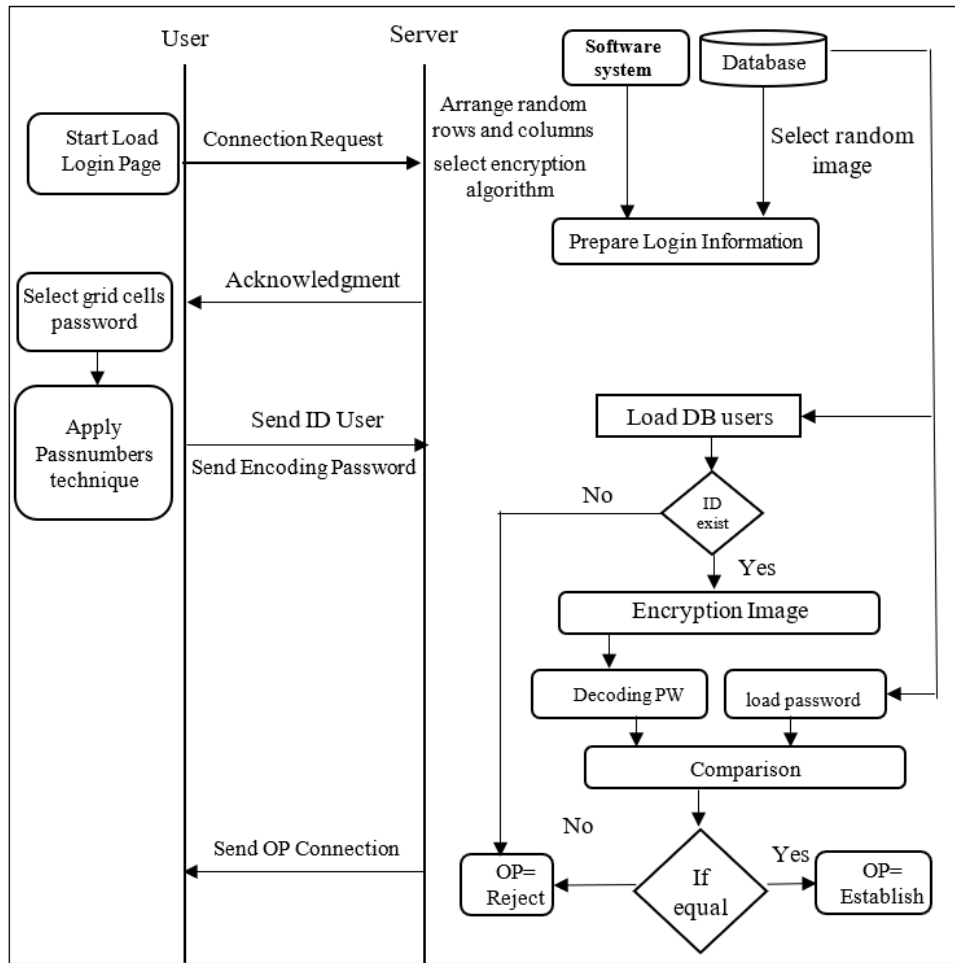 User
Server
Software
system
Database
Start Load
Login Page
Connection Request
Arrange random
rows and columns
select encryption
algorithm
Select random
image
Prepare Login Information
Acknowledgment
Select grid cells
password
Apply
Passnumbers
technique
Send ID User
Send Encoding Password
Load DB users
No
ID
exist
Yes
Encryption Image
Decoding PW
load password
Comparison
No
Send OP Connection
OP=
Reject
If
equal
Yes
OP=
Establish